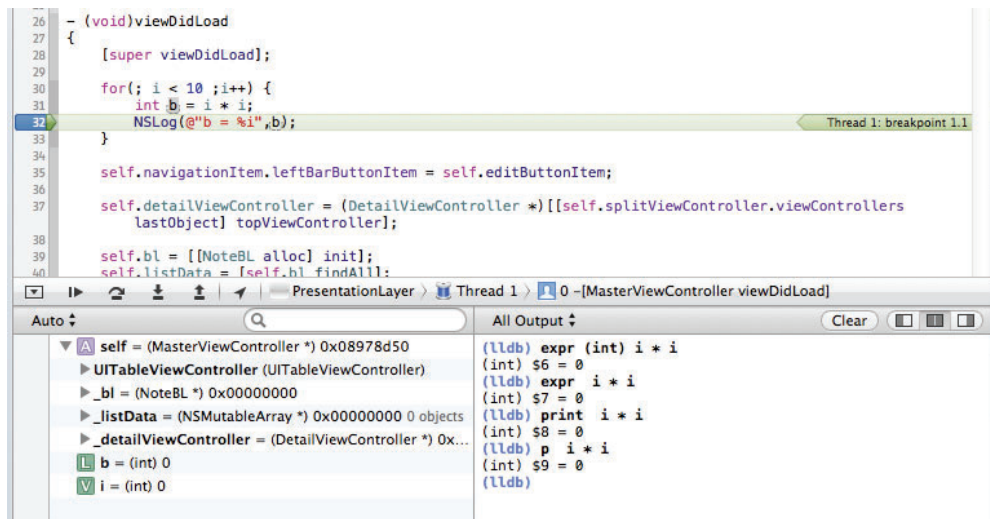 26 - (void)viewDidLoad
27 {
28 [super viewDidLoad];
29
30 for(; i < 10 ;i++) {
31 int b = i * i;
32 NSLog(@"b = %i",b); Thread 1: breakpoint 1.1
33 }
34
35 self.navigationItem.leftBarButtonItem = self.editButtonItem;
36
37 self.detailViewController = (DetailViewController *)[[self.splitViewController.viewControllers
lastObject] topViewController];
38
39 self.bl = [[NoteBL alloc] init];
40 self.listData = [self.bl findAll];
PresentationLayer Thread 1 0 -[MasterViewController viewDidLoad]
Auto
All Output Clear
A self = (MasterViewController *) 0x08978d50
UITableViewController (UITableViewController)
_bl = (NoteBL *) 0x00000000
_listData = (NSMutableArray *) 0x00000000 0 objects
_detailViewController = (DetailViewController *) 0x...
L b = (int) 0
V i = (int) 0
(lldb) expr (int) i * i
(int) $6 = 0
(lldb) expr i * i
(int) $7 = 0
(lldb) print i * i
(int) $8 = 0
(lldb) p i * i
(int) $9 = 0
(lldb)